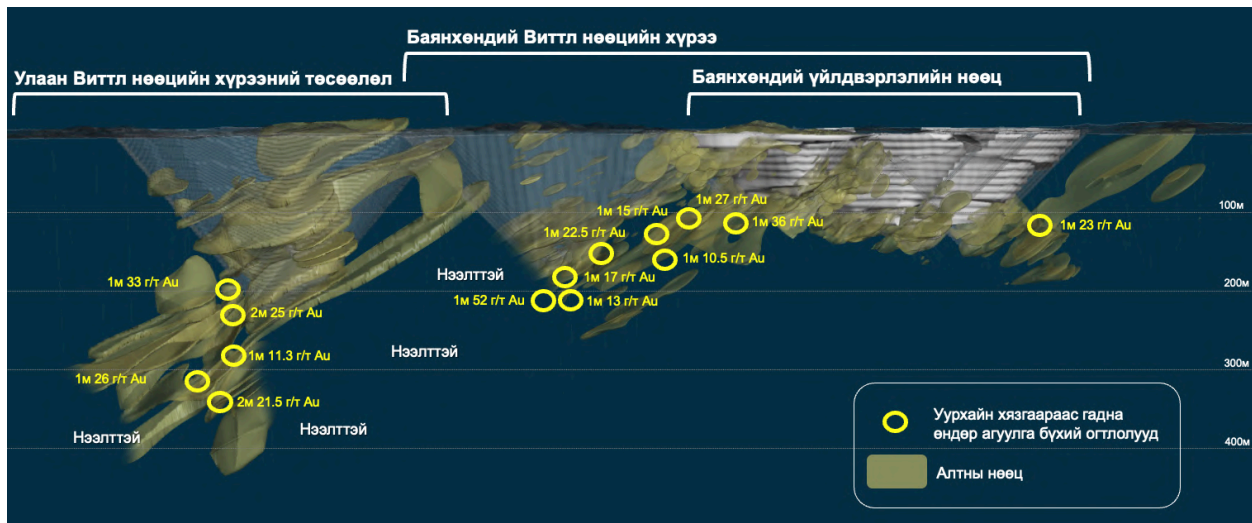 Баянхөндий Виттл нөөцийн хүрээ
Улаан Виттл нөөцийн хүрээний төсөөлөл
Баянхөндий үйлдвэрлэлийн нөөц
100м
1м 27 г/т Au
1м 15 г/т Au
1м 36 г/т Au
1м 23 г/т Au
1м 22.5 г/т Au
1м 10.5 г/т Au
Нээлттэй
1м 17 г/т Au
1м 33 г/т Au
200м
1м 52 г/т Au
1м 13 г/т Au
2м 25 г/т Au
Нээлттэй
1м 11.3 г/т Au
300м
1м 26 г/т Au
2м 21.5 г/т Au
Нээлттэй
Нээлттэй
400м
Уурхайн хязгаараас гадна
өндөр агуулга бүхий огтлолууд
Алтны нөөц